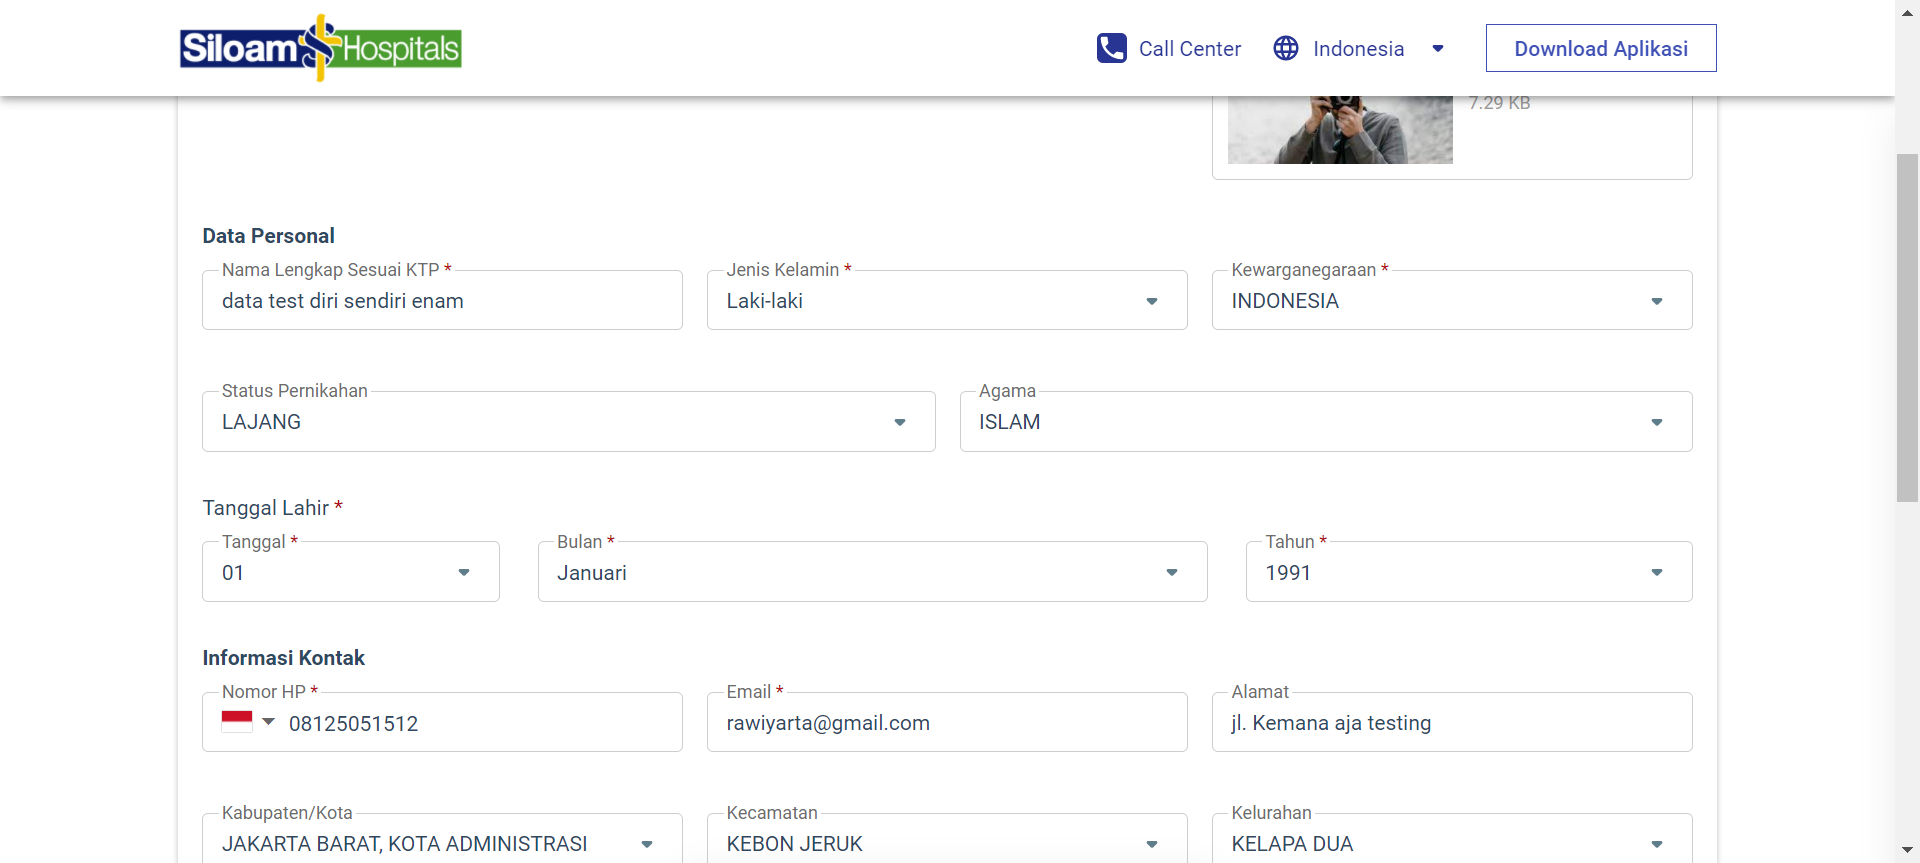 Siloam Hospitals
Call Center
Indonesia
Download Aplikasi
7.29 KB
Data Personal
Nama Lengkap Sesuai KTP *
data test diri sendiri enam
Jenis Kelamin *
Laki-laki
Kewarganegaraan *
INDONESIA
Status Pernikahan
LAJANG
Agama
ISLAM
Tanggal Lahir *
Tanggal *
01
Bulan *
Januari
Tahun *
1991
Informasi Kontak
Nomor HP *
08125051512
Email *
rawiyarta@gmail.com
Alamat
jl. Kemana aja testing
Kabupaten/Kota
JAKARTA BARAT, KOTA ADMINISTRASI
Kecamatan
KEBON JERUK
Kelurahan
KELAPA DUA